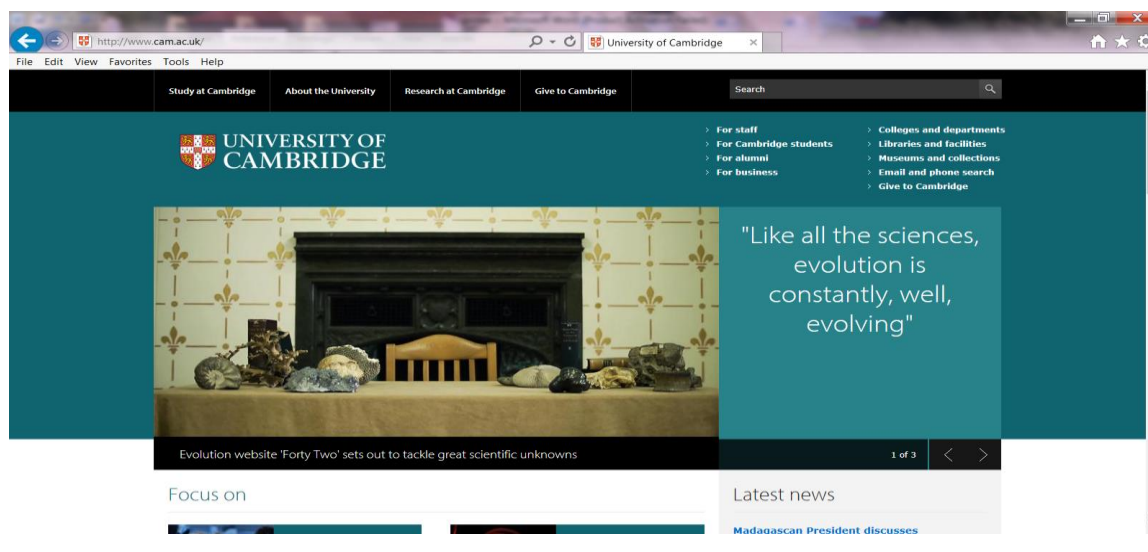 http://www.cam.ac.uk/
University of Cambridge
File Edit View Favorites Tools Help
Study at Cambridge
About the University
Research at Cambridge
Give to Cambridge
Search
UNIVERSITY OF
CAMBRIDGE
For staff
For Cambridge students
For alumni
For business
Colleges and departments
Libraries and facilities
Museums and collections
Email and phone search
Give to Cambridge
"Like all the sciences,
evolution is
constantly, well,
evolving"
Evolution website 'Forty Two' sets out to tackle great scientific unknowns
1 of 3
Focus on
Latest news
Madagascan President discusses